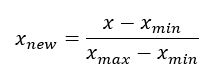 x_new = (x − x_min) / (x_max − x_min)